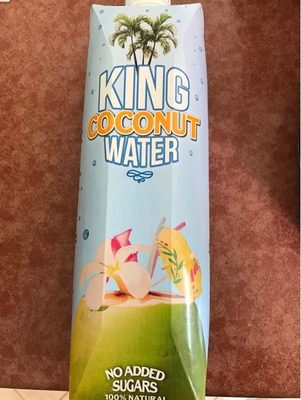 KING
COCONUT
WATER
NO ADDED
SUGARS
100% NATURAL